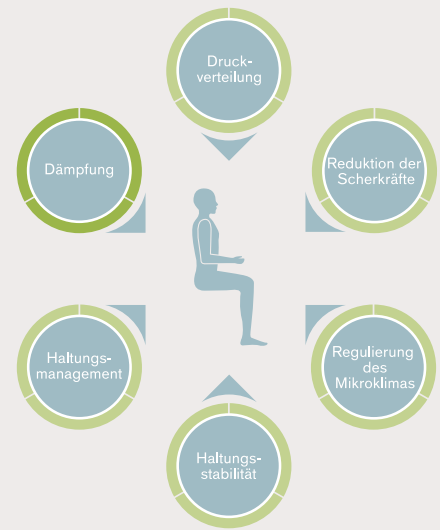 Druck-
verteilung
Dämpfung
Reduktion der
Scherkräfte
Haltungs-
management
Regulierung
des
Mikroklimas
Haltungs-
stabilität